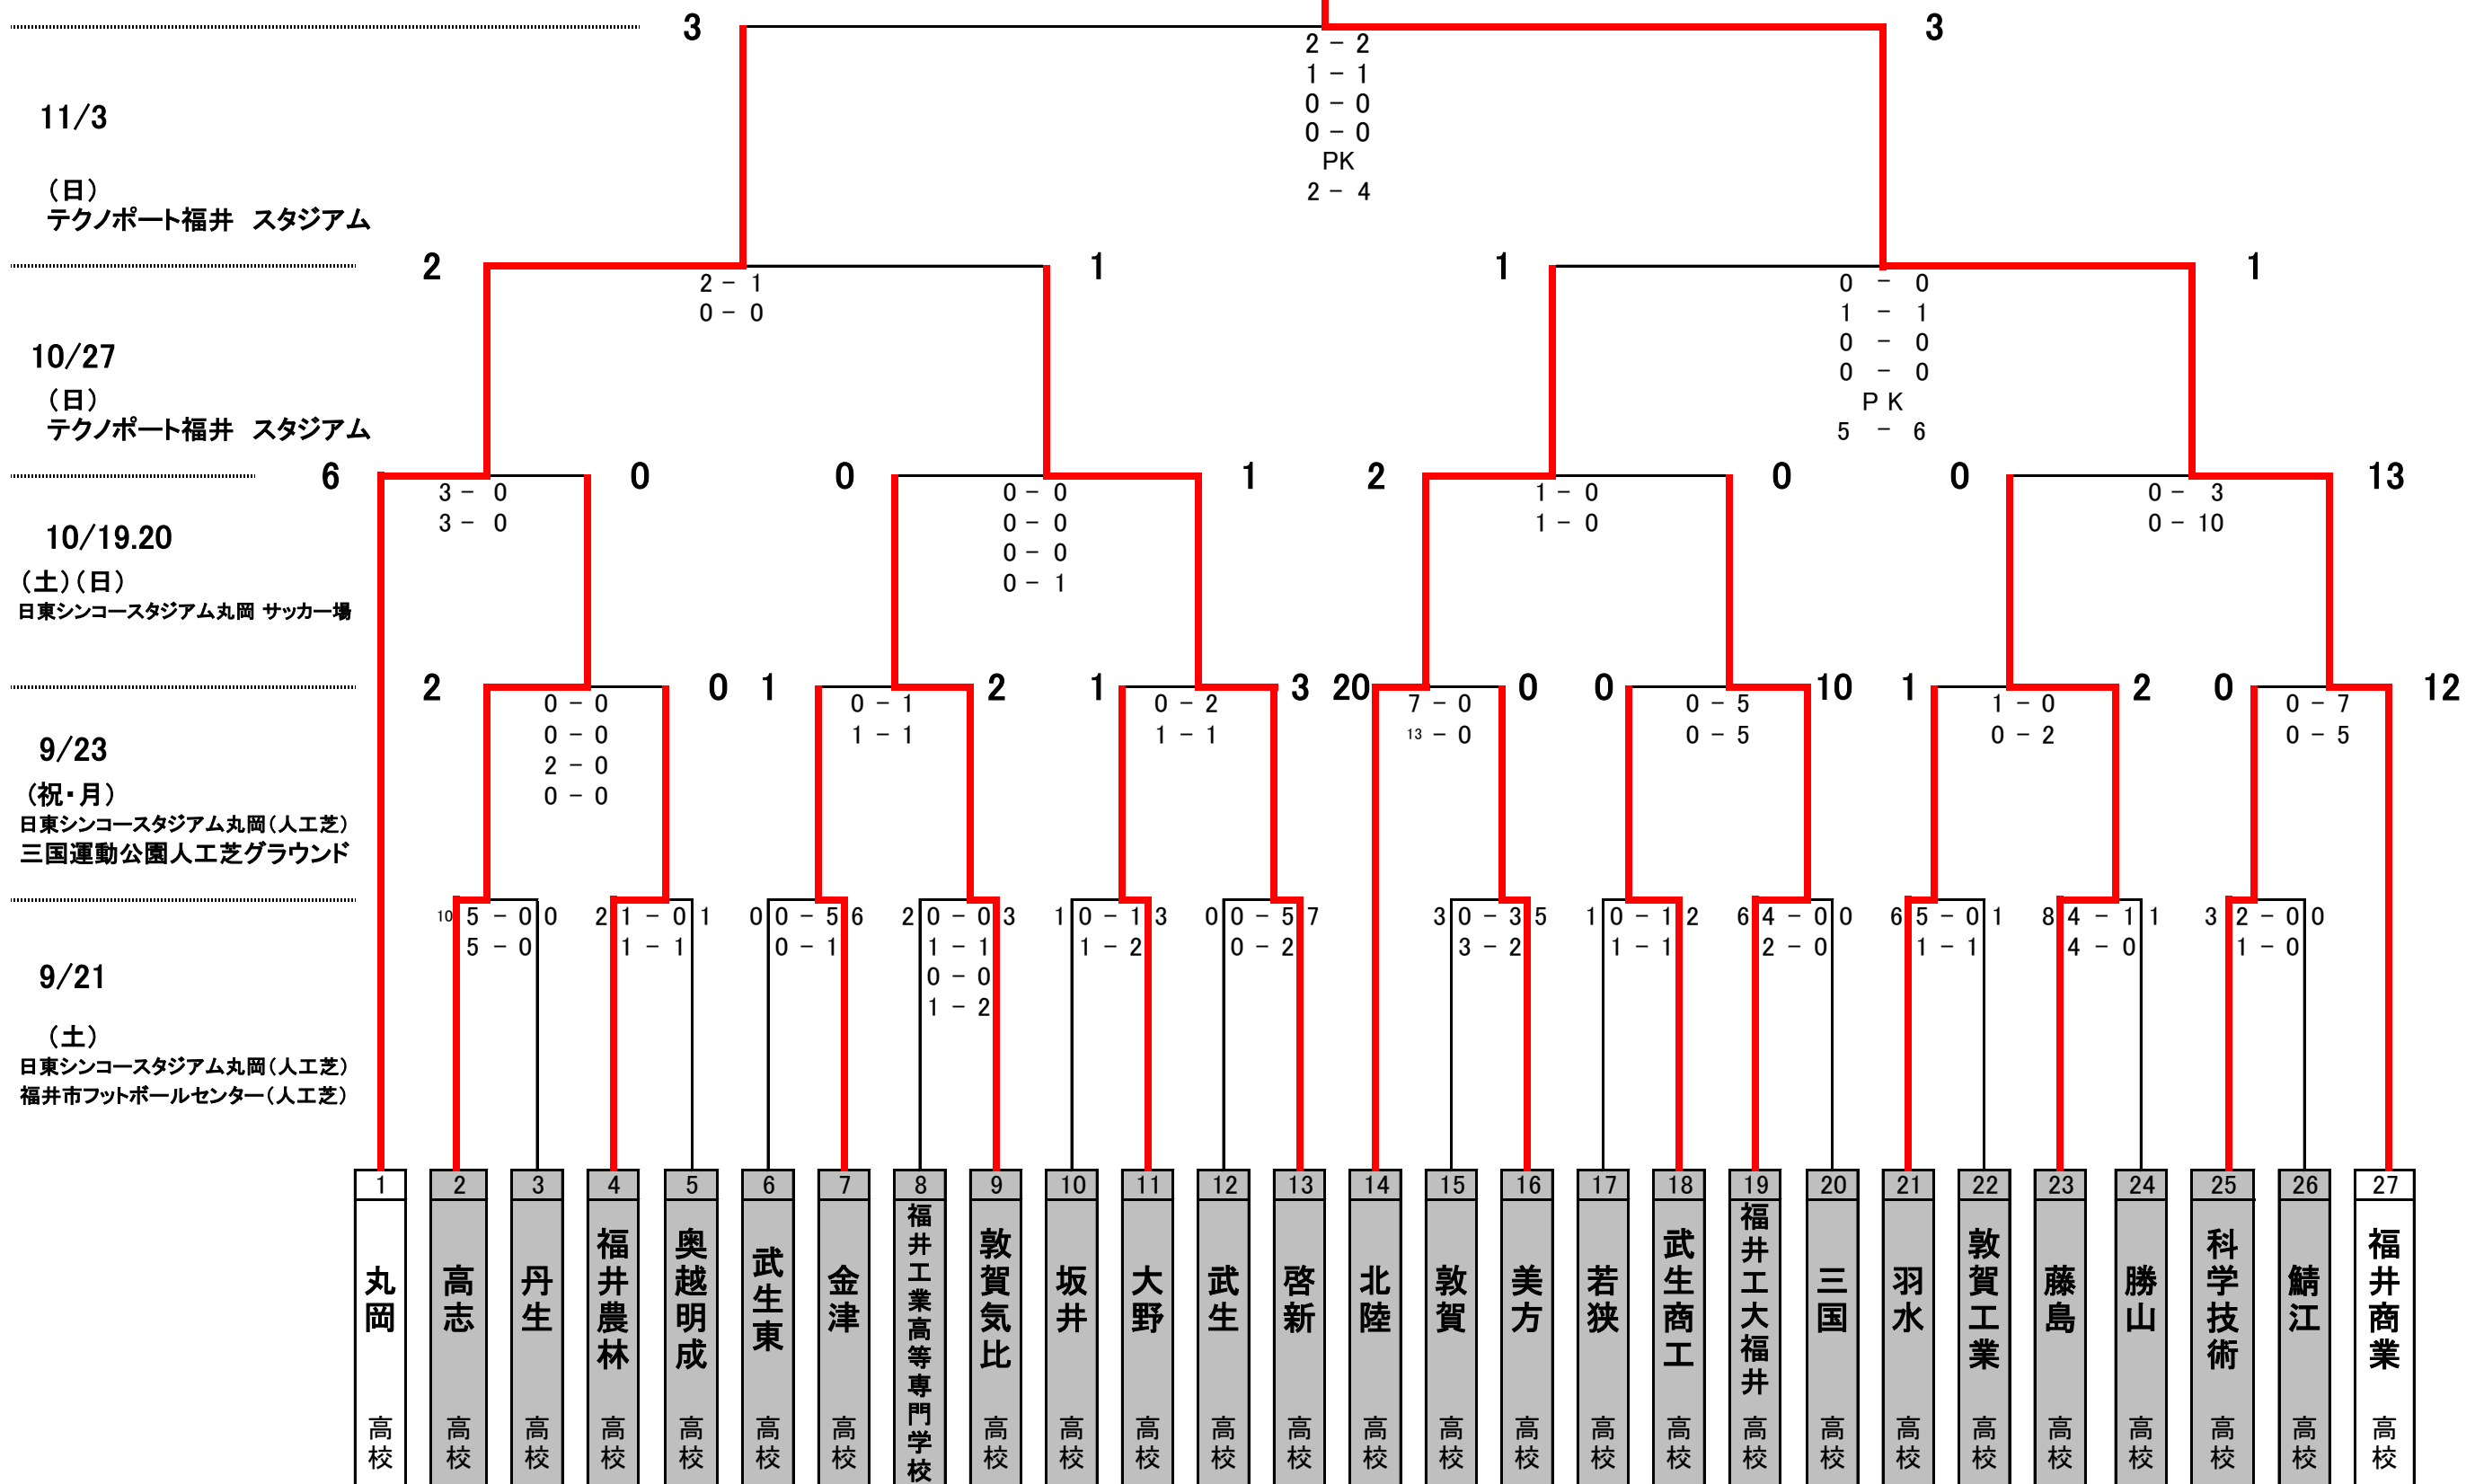 3 3
2 - 2
1 - 1
0 - 0
0 - 0
PK
2 - 4
11/3
（日）
テクノポート福井　スタジアム
2 1 1 1
2 - 1
0 - 0
0 - 0
1 - 1
0 - 0
0 - 0
PK
5 - 6
10/27
（日）
テクノポート福井　スタジアム
6 0 0 1 2 0 0 13
3 - 0
3 - 0
0 - 0
0 - 0
0 - 0
0 - 1
1 - 0
1 - 0
0 - 3
0 - 10
10/19.20
（土）（日）
日東シンコースタジアム丸岡 サッカー場
2 0 1 2 1 3 20 0 0 10 1 2 0 12
0 - 0
0 - 0
2 - 0
0 - 0
0 - 1
1 - 1
0 - 2
1 - 1
7 - 0
13 - 0
0 - 5
0 - 5
1 - 0
0 - 2
0 - 7
0 - 5
9/23
（祝・月）
日東シンコースタジアム丸岡（人工芝）
三国運動公園人工芝グラウンド
10 5 - 0 0
5 - 0
2 1 - 0 1
1 - 1
0 0 - 5 6
0 - 1
2 0 - 0 3
1 - 1
0 - 0
1 - 2
1 0 - 1 3
1 - 2
0 0 - 5 7
0 - 2
3 0 - 3 5
3 - 2
1 0 - 1 2
1 - 1
6 4 - 0 0
2 - 0
6 5 - 0 1
1 - 1
8 4 - 1 1
4 - 0
3 2 - 0 0
1 - 0
9/21
（土）
日東シンコースタジアム丸岡（人工芝）
福井市フットボールセンター（人工芝）
1 丸岡 高校
2 高志 高校
3 丹生 高校
4 福井農林 高校
5 奥越明成 高校
6 武生東 高校
7 金津 高校
8 福井工業高等専門学校
9 敦賀気比 高校
10 坂井 高校
11 大野 高校
12 武生 高校
13 啓新 高校
14 北陸 高校
15 敦賀 高校
16 美方 高校
17 若狭 高校
18 武生商工 高校
19 福井工大福井 高校
20 三国 高校
21 羽水 高校
22 敦賀工業 高校
23 藤島 高校
24 勝山 高校
25 科学技術 高校
26 鯖江 高校
27 福井商業 高校